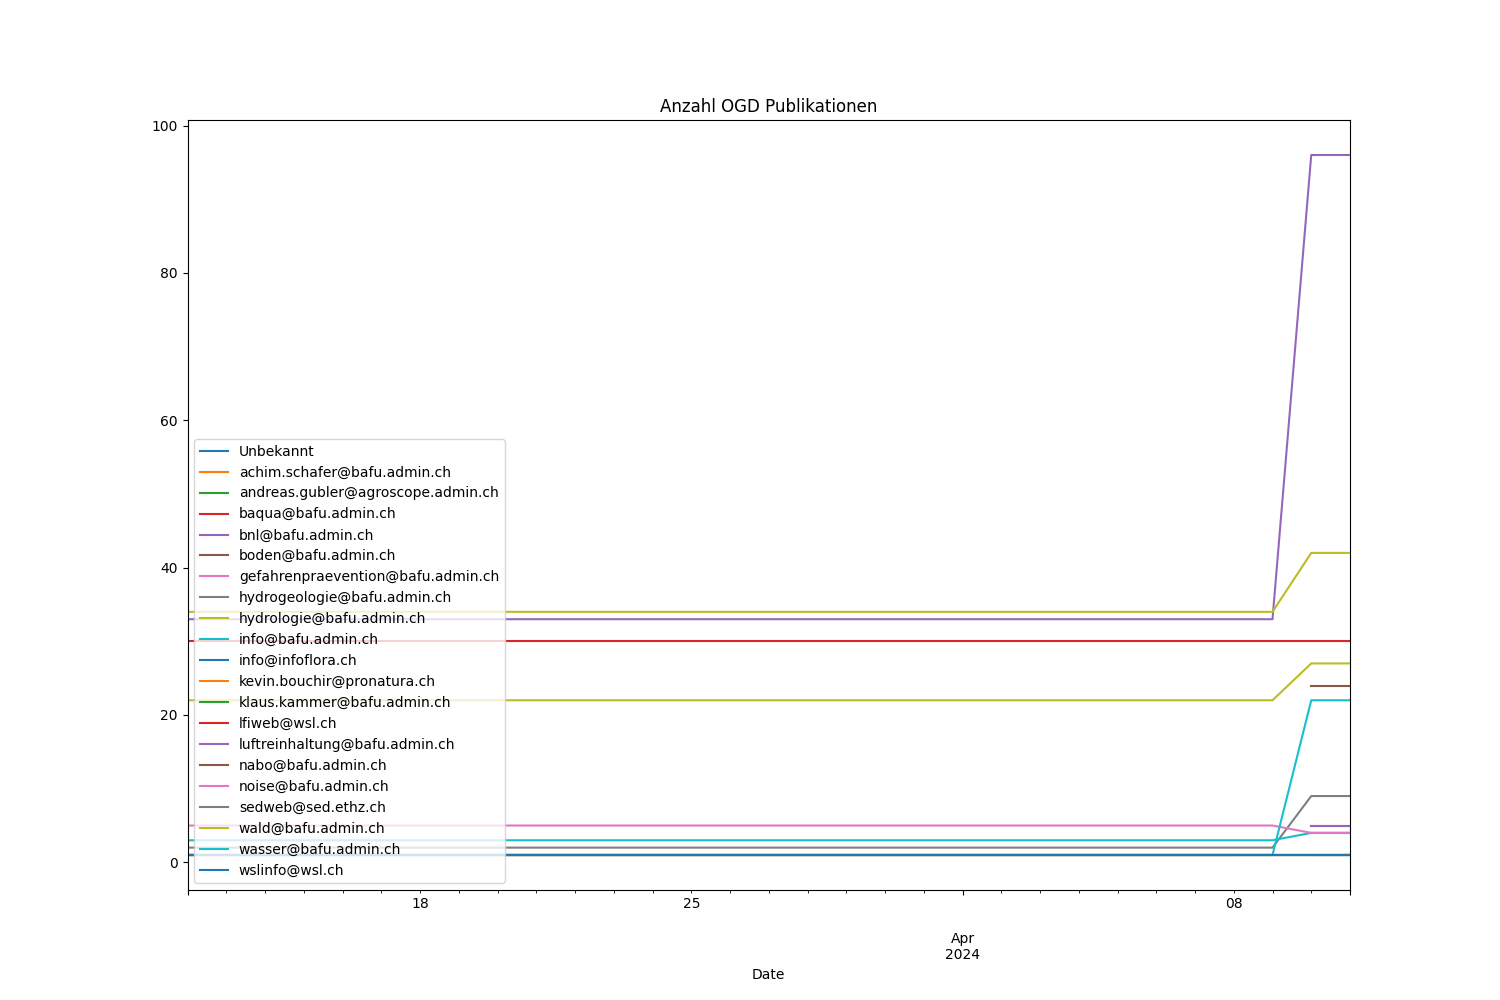 Anzahl OGD Publikationen
100
80
60
40
20
0
Unbekannt
achim.schafer@bafu.admin.ch
andreas.gubler@agroscope.admin.ch
baqua@bafu.admin.ch
bnl@bafu.admin.ch
boden@bafu.admin.ch
gefahrenpraevention@bafu.admin.ch
hydrogeologie@bafu.admin.ch
hydrologie@bafu.admin.ch
info@bafu.admin.ch
info@infoflora.ch
kevin.bouchir@pronatura.ch
klaus.kammer@bafu.admin.ch
lfiweb@wsl.ch
luftreinhaltung@bafu.admin.ch
nabo@bafu.admin.ch
noise@bafu.admin.ch
sedweb@sed.ethz.ch
wald@bafu.admin.ch
wasser@bafu.admin.ch
wslinfo@wsl.ch
18 25 08
Apr
2024
Date